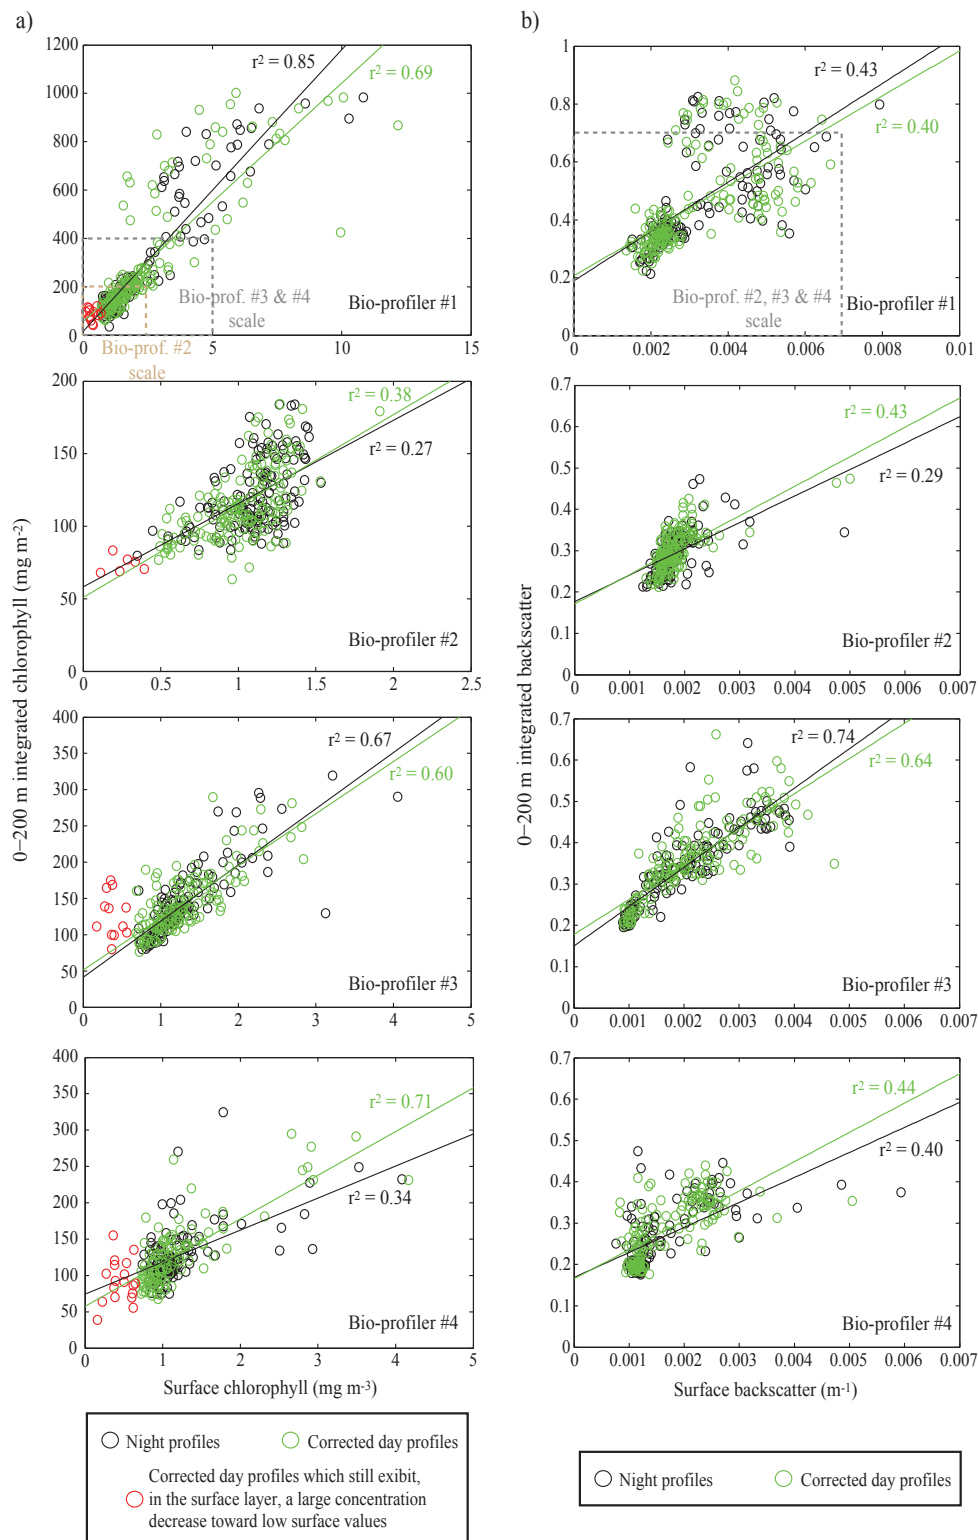 a)
b)
1200
1000
800
600
400
200
0
0
5
10
15
r² = 0.85
r² = 0.69
Bio-prof. #3 & #4
scale
Bio-profiler #1
Bio-prof. #2
scale
1
0.8
0.6
0.4
0.2
0
0
0.002
0.004
0.006
0.008
0.01
r² = 0.43
r² = 0.40
Bio-prof. #2, #3 & #4
scale
Bio-profiler #1
200
150
100
50
0
0
0.5
1
1.5
2
2.5
r² = 0.38
r² = 0.27
Bio-profiler #2
0.7
0.6
0.5
0.4
0.3
0.2
0.1
0
0
0.001
0.002
0.003
0.004
0.005
0.006
0.007
r² = 0.43
r² = 0.29
Bio-profiler #2
0−200 m integrated chlorophyll (mg m-2)
0−200 m integrated backscatter
400
350
300
250
200
150
100
50
0
0
1
2
3
4
5
r² = 0.67
r² = 0.60
Bio-profiler #3
0.7
0.6
0.5
0.4
0.3
0.2
0.1
0
0
0.001
0.002
0.003
0.004
0.005
0.006
0.007
r² = 0.74
r² = 0.64
Bio-profiler #3
400
350
300
250
200
150
100
50
0
0
1
2
3
4
5
r² = 0.71
r² = 0.34
Bio-profiler #4
Surface chlorophyll (mg m-3)
0.7
0.6
0.5
0.4
0.3
0.2
0.1
0
0
0.001
0.002
0.003
0.004
0.005
0.006
0.007
r² = 0.44
r² = 0.40
Bio-profiler #4
Surface backscatter (m-1)
Night profiles
Corrected day profiles
Corrected day profiles which still exibit,
in the surface layer, a large concentration
decrease toward low surface values
Night profiles
Corrected day profiles